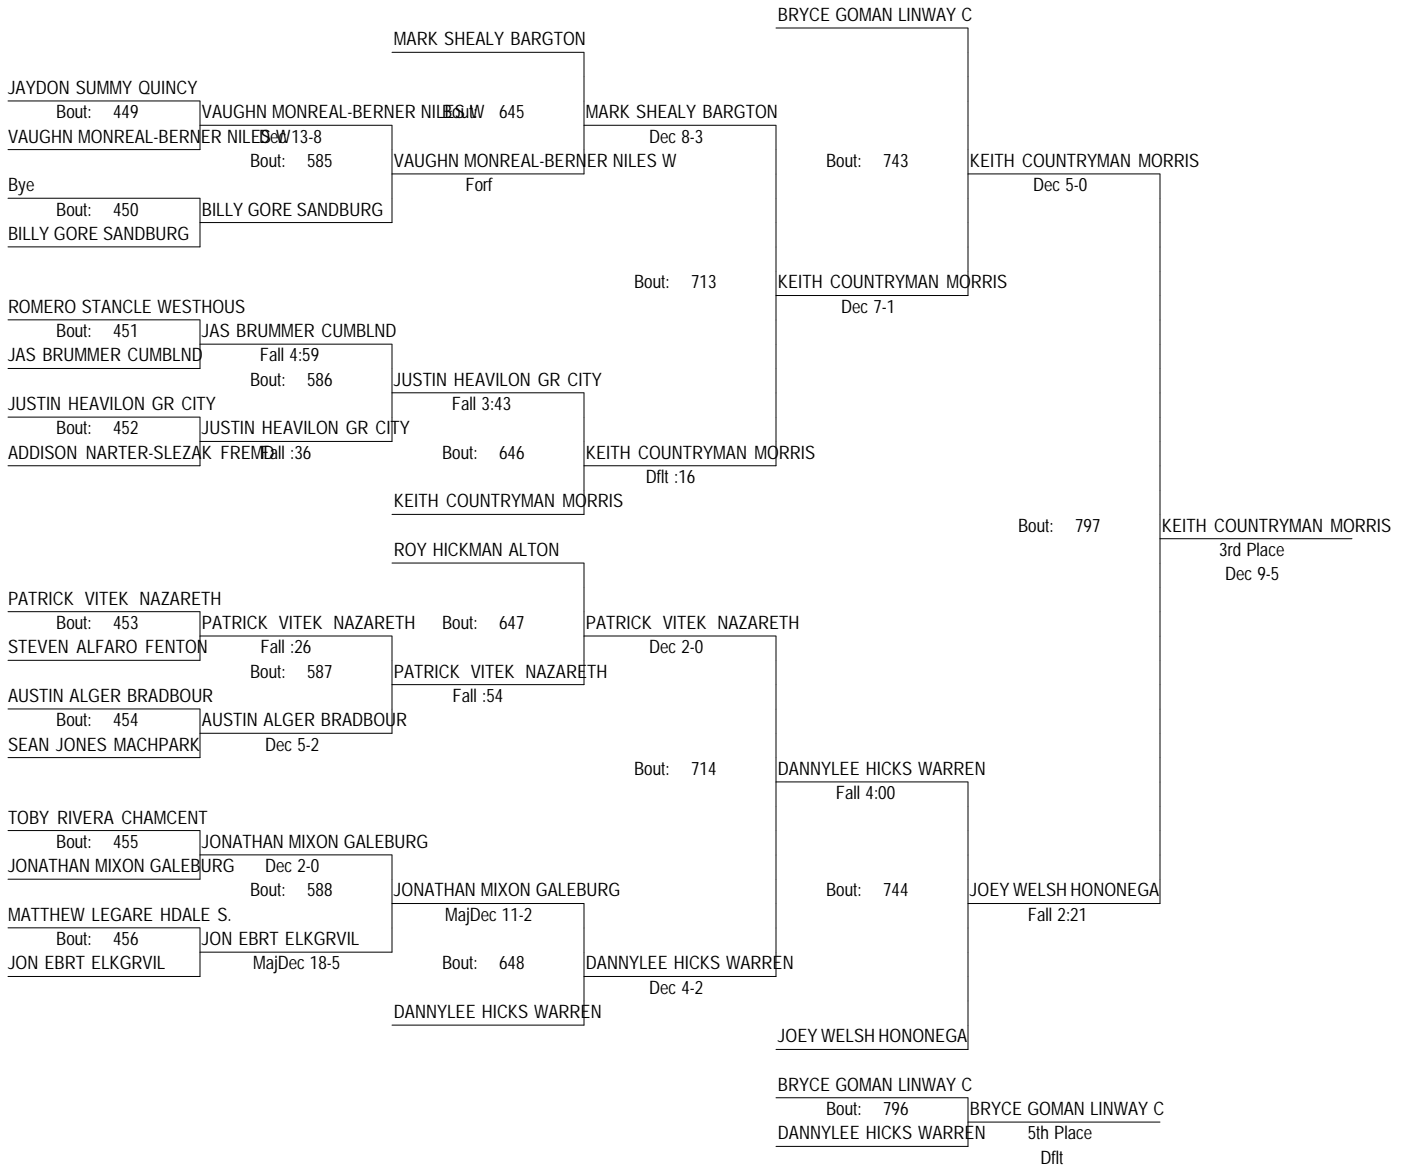 BRYCE GOMAN LINWAY C
MARK SHEALY BARGTON
JAYDON SUMMY QUINCY
Bout: 449 VAUGHN MONREAL-BERNER NILES W Bout: 645 MARK SHEALY BARGTON
VAUGHN MONREAL-BERNER NILES W Dec 13-8 Dec 8-3
Bout: 585 VAUGHN MONREAL-BERNER NILES W Bout: 743 KEITH COUNTRYMAN MORRIS
Bye Forf Dec 5-0
Bout: 450 BILLY GORE SANDBURG
BILLY GORE SANDBURG
Bout: 713 KEITH COUNTRYMAN MORRIS
ROMERO STANCLE WESTHOUS Dec 7-1
Bout: 451 JAS BRUMMER CUMBLND
JAS BRUMMER CUMBLND Fall 4:59
Bout: 586 JUSTIN HEAVILON GR CITY
JUSTIN HEAVILON GR CITY Fall 3:43
Bout: 452 JUSTIN HEAVILON GR CITY
ADDISON NARTER-SLEZAK FREMD Fall :36 Bout: 646 KEITH COUNTRYMAN MORRIS
Dflt :16
KEITH COUNTRYMAN MORRIS
Bout: 797 KEITH COUNTRYMAN MORRIS
ROY HICKMAN ALTON 3rd Place
Dec 9-5
PATRICK VITEK NAZARETH
Bout: 453 PATRICK VITEK NAZARETH Bout: 647 PATRICK VITEK NAZARETH
STEVEN ALFARO FENTON Fall :26 Dec 2-0
Bout: 587 PATRICK VITEK NAZARETH
AUSTIN ALGER BRADBOUR Fall :54
Bout: 454 AUSTIN ALGER BRADBOUR
SEAN JONES MACHPARK Dec 5-2
Bout: 714 DANNYLEE HICKS WARREN
Fall 4:00
TOBY RIVERA CHAMCENT
Bout: 455 JONATHAN MIXON GALEBURG
JONATHAN MIXON GALEBURG Dec 2-0
Bout: 588 JONATHAN MIXON GALEBURG Bout: 744 JOEY WELSH HONONEGA
MATTHEW LEGARE HDALE S. MajDec 11-2 Fall 2:21
Bout: 456 JON EBRT ELKGRVIL
JON EBRT ELKGRVIL MajDec 18-5 Bout: 648 DANNYLEE HICKS WARREN
Dec 4-2
DANNYLEE HICKS WARREN
JOEY WELSH HONONEGA
BRYCE GOMAN LINWAY C
Bout: 796 BRYCE GOMAN LINWAY C
DANNYLEE HICKS WARREN 5th Place
Dflt